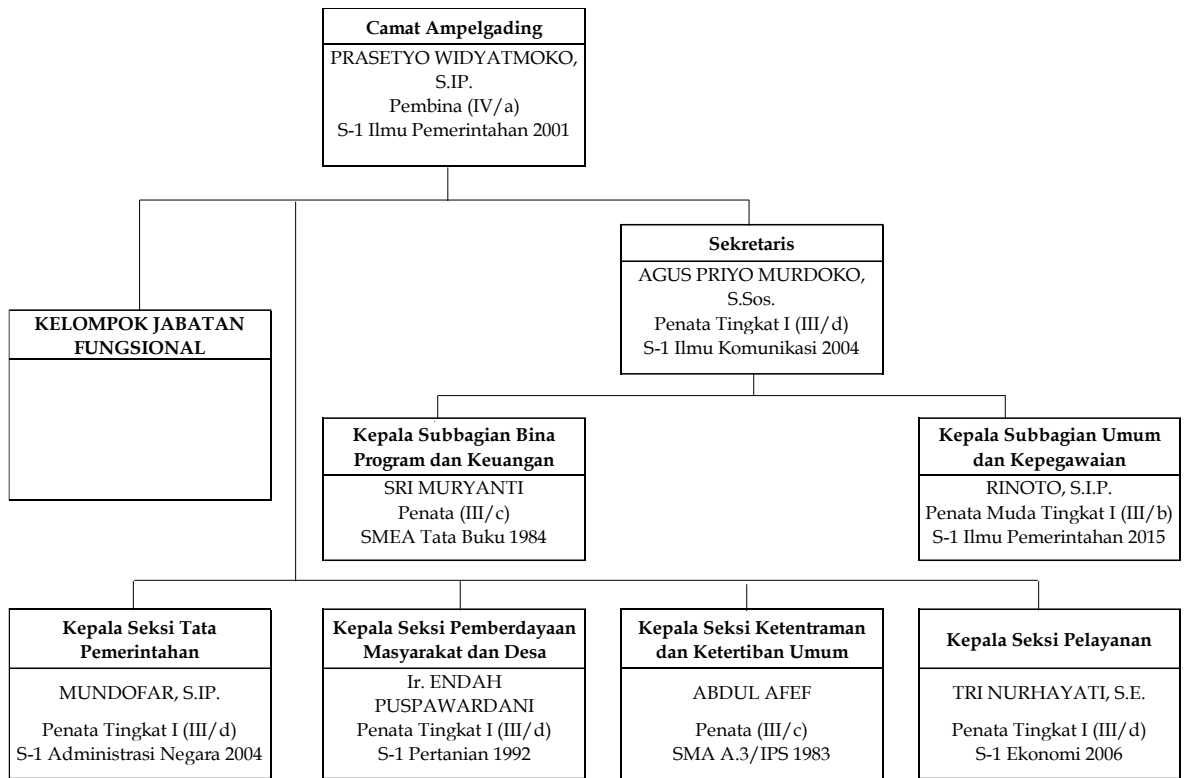 Camat Ampelgading
PRASETYO WIDYATMOKO,
S.IP.
Pembina (IV/a)
S-1 Ilmu Pemerintahan 2001
Sekretaris
AGUS PRIYO MURDOKO,
S.Sos.
Penata Tingkat I (III/d)
S-1 Ilmu Komunikasi 2004
KELOMPOK JABATAN
FUNGSIONAL
Kepala Subbagian Bina
Program dan Keuangan
SRI MURYANTI
Penata (III/c)
SMEA Tata Buku 1984
Kepala Subbagian Umum
dan Kepegawaian
RINOTO, S.I.P.
Penata Muda Tingkat I (III/b)
S-1 Ilmu Pemerintahan 2015
Kepala Seksi Tata
Pemerintahan
MUNDOFAR, S.IP.
Penata Tingkat I (III/d)
S-1 Administrasi Negara 2004
Kepala Seksi Pemberdayaan
Masyarakat dan Desa
Ir. ENDAH
PUSPAWARDANI
Penata Tingkat I (III/d)
S-1 Pertanian 1992
Kepala Seksi Ketentraman
dan Ketertiban Umum
ABDUL AFEF
Penata (III/c)
SMA A.3/IPS 1983
Kepala Seksi Pelayanan
TRI NURHAYATI, S.E.
Penata Tingkat I (III/d)
S-1 Ekonomi 2006